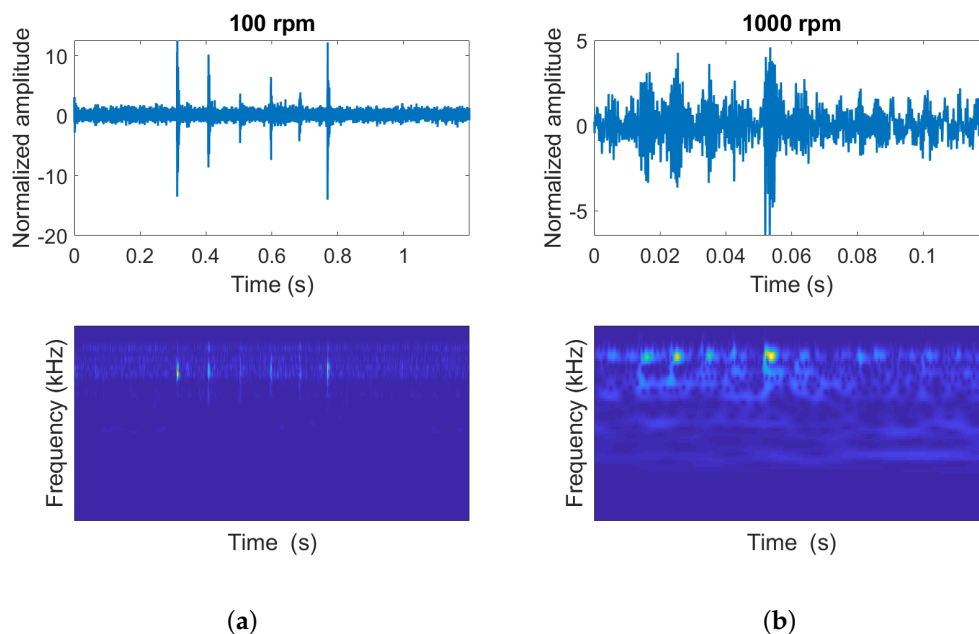 100 rpm
Normalized amplitude
10
0
-10
-20
0
0.2
0.4
0.6
0.8
1
Time (s)
Frequency (kHz)
Time (s)
(a)
1000 rpm
Normalized amplitude
5
0
-5
0
0.02
0.04
0.06
0.08
0.1
Time (s)
Frequency (kHz)
Time (s)
(b)